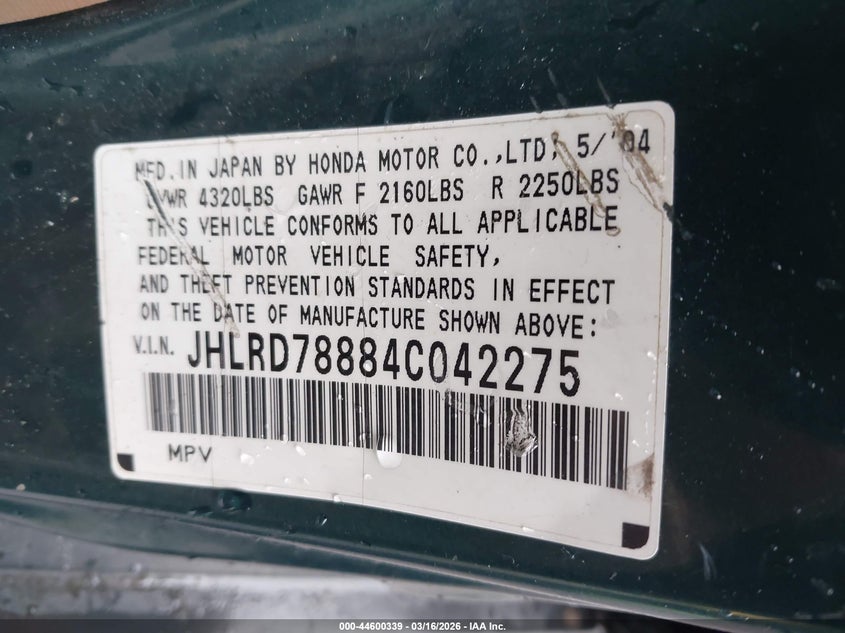 MFD. IN JAPAN BY HONDA MOTOR CO.,LTD, 5/'04
GVWR 4320LBS GAWR F 2160LBS R 2250LBS
THIS VEHICLE CONFORMS TO ALL APPLICABLE
FEDERAL MOTOR VEHICLE SAFETY,
AND THEFT PREVENTION STANDARDS IN EFFECT
ON THE DATE OF MANUFACTURE SHOWN ABOVE:
V.I.N. JHLRD78884C042275
MPV
000-44600339 - 03/16/2026 - IAA Inc.